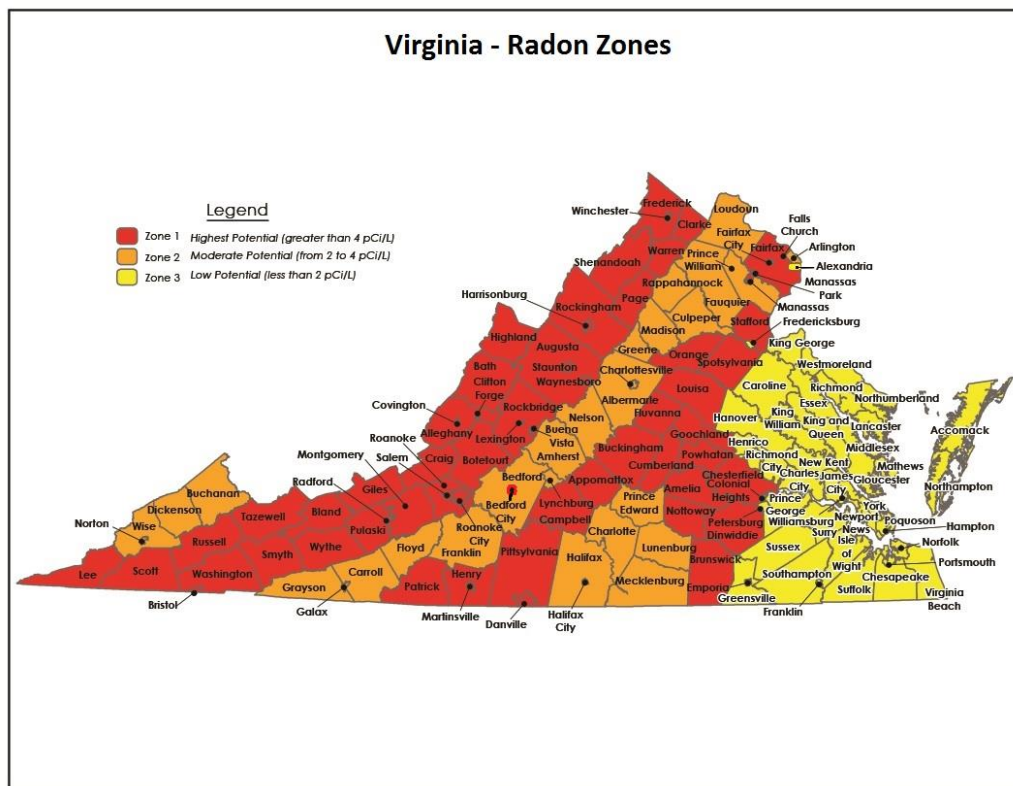 Virginia - Radon Zones
Legend
Zone 1 Highest Potential (greater than 4 pCi/L)
Zone 2 Moderate Potential (from 2 to 4 pCi/L)
Zone 3 Low Potential (less than 2 pCi/L)
Frederick
Winchester
Clarke
Loudoun
Falls
Church
Fairfax
City
Fairfax
Arlington
Alexandria
Warren
Prince
William
Shenandoah
Manassas
Park
Manassas
Rappahannock
Page
Fauquier
Harrisonburg
Rockingham
Culpeper
Stafford
Fredericksburg
Madison
Highland
King George
Greene
Orange
Augusta
Spotsylvania
Westmoreland
Bath
Staunton
Charlottesville
Waynesboro
Louisa
Caroline
Richmond
Northumberland
Clifton
Forge
Albermarle
Essex
Covington
Rockbridge
Nelson
Fluvanna
Hanover
King
William
King and
Queen
Lancaster
Accomack
Alleghany
Lexington
Buena
Vista
Goochland
Henrico
Middlesex
Roanoke
Buckingham
Richmond
City
Powhatan
New Kent
Mathews
Salem
Craig
Botetourt
Amherst
Cumberland
Chesterfield
Charles
City
James
City
Gloucester
Montgomery
Bedford
Appomattox
Colonial
Heights
Northampton
Radford
Giles
Bedford
City
Lynchburg
Prince
Edward
Amelia
Prince
George
York
Buchanan
Campbell
Nottoway
Williamsburg
Newport
News
Poquoson
Dickenson
Bland
Pulaski
Roanoke
City
Petersburg
Surry
Hampton
Norton
Wise
Tazewell
Charlotte
Dinwiddie
Isle
of
Wight
Norfolk
Russell
Wythe
Floyd
Franklin
Pittsylvania
Halifax
Lunenburg
Sussex
Portsmouth
Smyth
Carroll
Brunswick
Southampton
Chesapeake
Lee
Scott
Washington
Grayson
Patrick
Henry
Mecklenburg
Emporia
Greensville
Suffolk
Virginia
Beach
Bristol
Galax
Martinsville
Danville
Halifax
City
Franklin